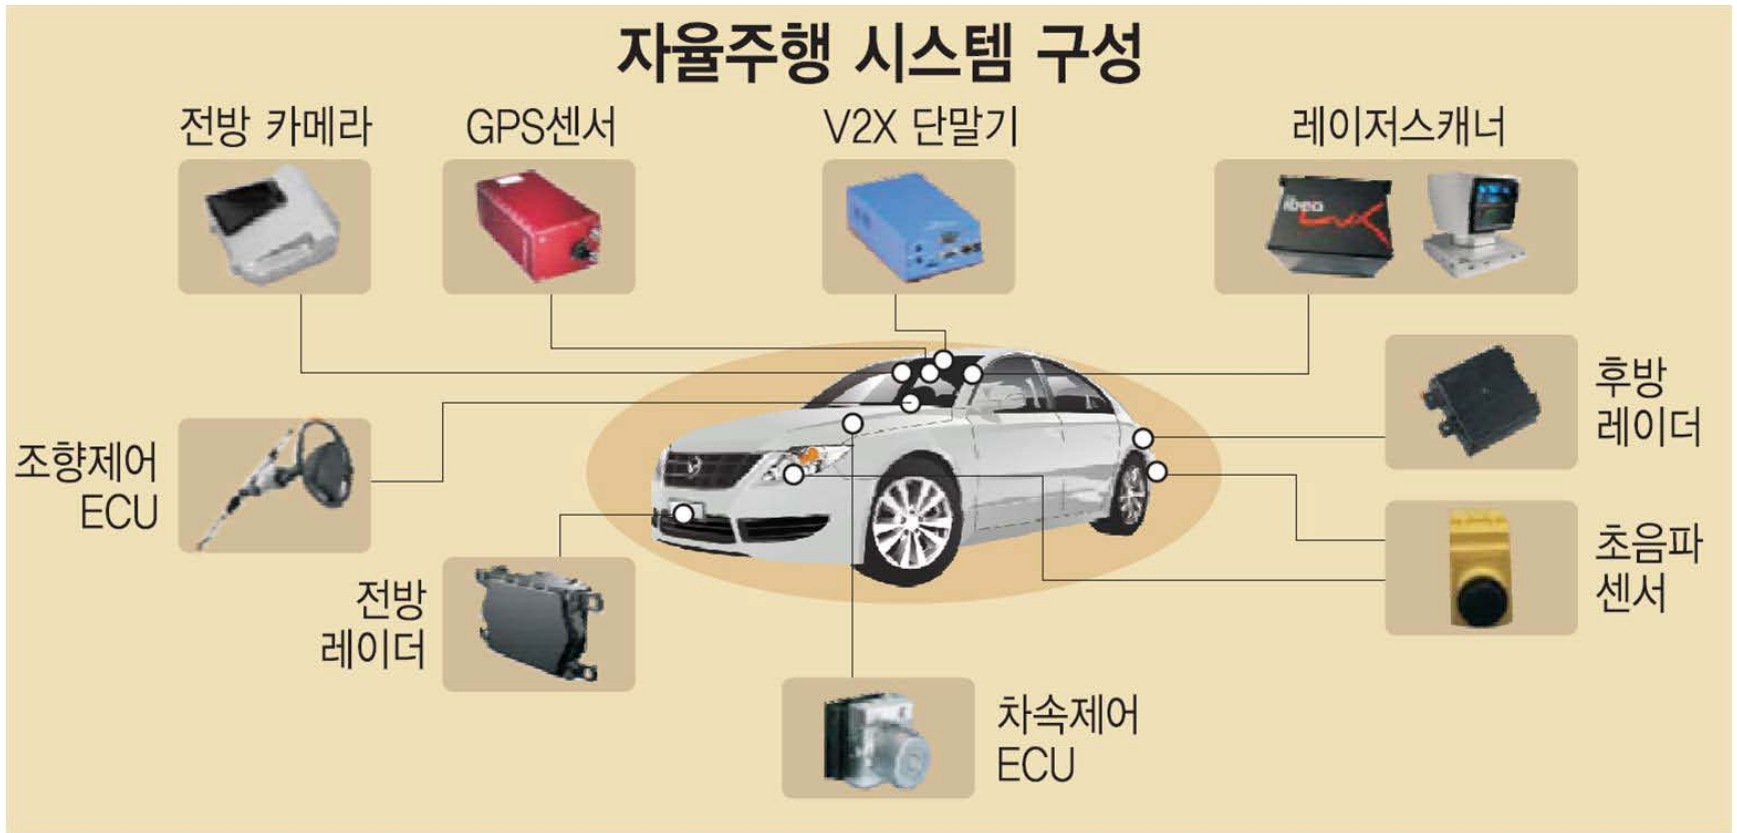 자율주행 시스템 구성
전방 카메라
GPS센서
V2X 단말기
레이저스캐너
ibeo
LUX
후방
레이더
조향제어
ECU
초음파
센서
전방
레이더
차속제어
ECU